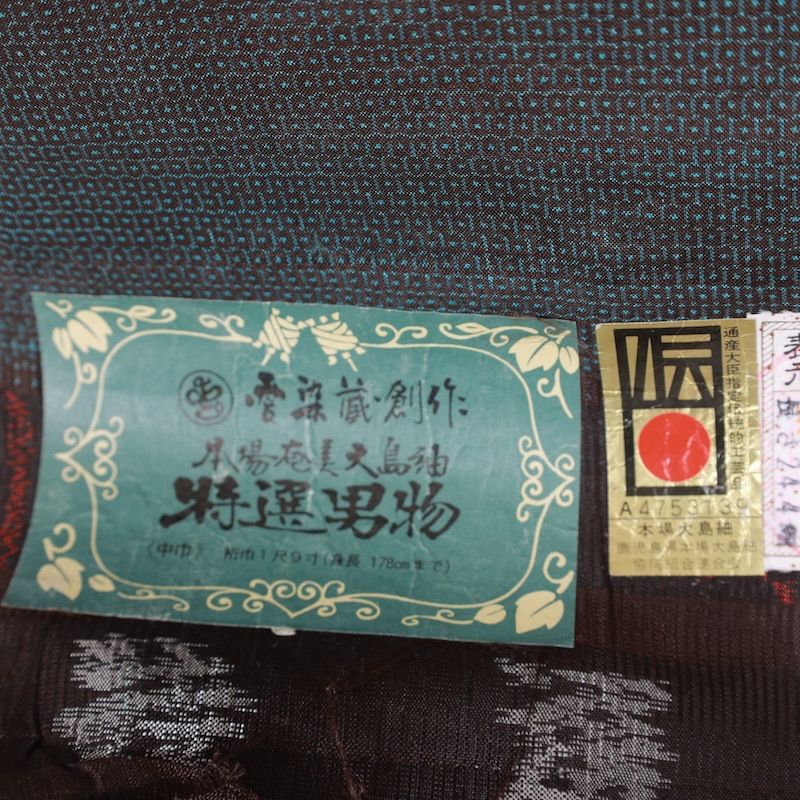 雲染蔵・創作
本場奄美大島紬
特選男物
〈中巾〉 裄巾1尺9寸(身長 178cmまで)
伝
通産大臣指定伝統的工芸品
A4753139
本場大島紬
鹿児島県本場大島紬
協同組合連合会